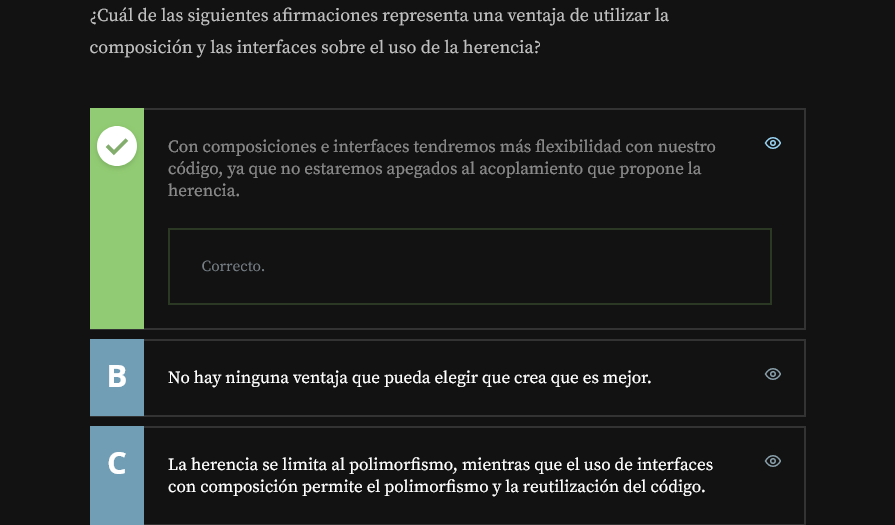 ¿Cuál de las siguientes afirmaciones representa una ventaja de utilizar la
composición y las interfaces sobre el uso de la herencia?
Con composiciones e interfaces tendremos más flexibilidad con nuestro
código, ya que no estaremos apegados al acoplamiento que propone la
herencia.
Correcto.
B
No hay ninguna ventaja que pueda elegir que crea que es mejor.
C
La herencia se limita al polimorfismo, mientras que el uso de interfaces
con composición permite el polimorfismo y la reutilización del código.